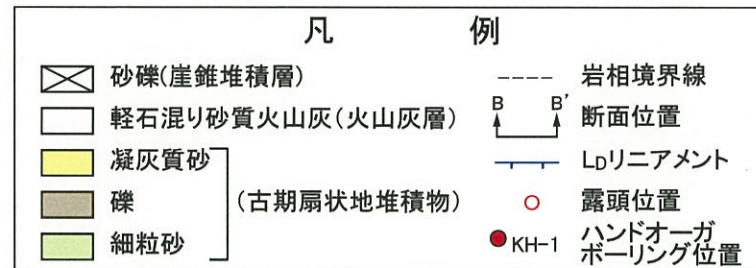 凡 例
砂礫(崖錐堆積層)
軽石混り砂質火山灰(火山灰層)
凝灰質砂
礫
(古期扇状地堆積物)
細粒砂
岩相境界線
B B'
断面位置
LDリニアメント
露頭位置
KH-1 ハンドオーガ
ボーリング位置